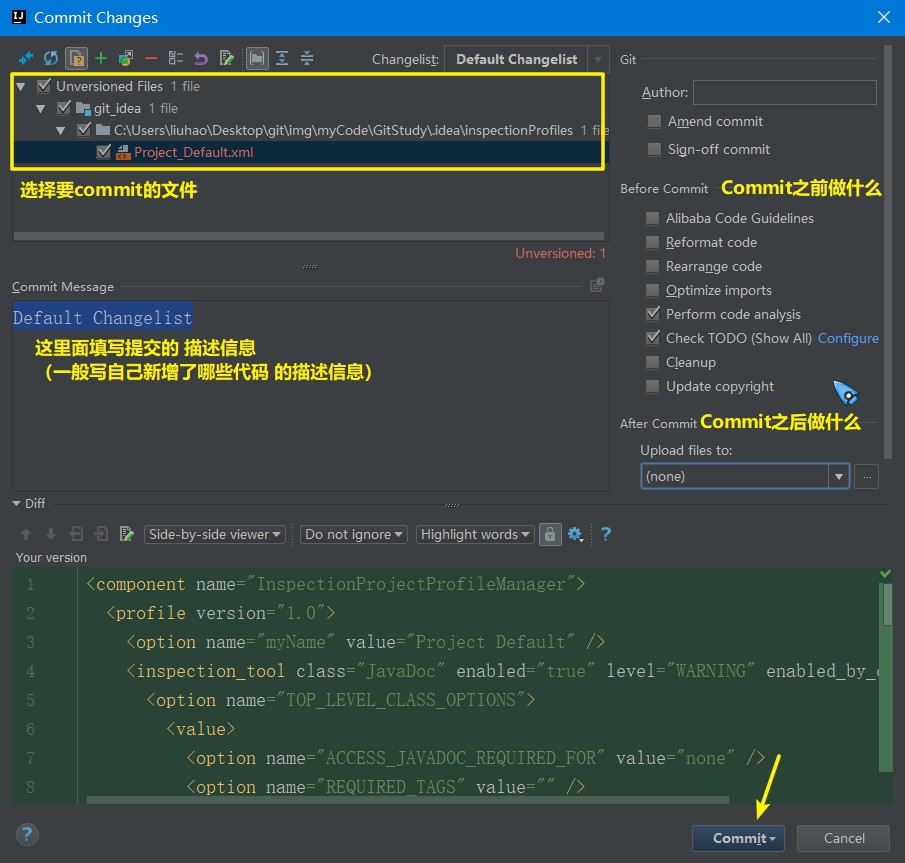 Commit Changes
Changelist: Default Changelist
Unversioned Files 1 file
git_idea 1 file
C:\Users\liuhao\Desktop\git\img\myCode\GitStudy\.idea\inspectionProfiles 1 file
Project_Default.xml
选择要commit的文件
Unversioned: 1
Git
Author:
Amend commit
Sign-off commit
Before Commit Commit之前做什么
Alibaba Code Guidelines
Reformat code
Rearrange code
Optimize imports
Perform code analysis
Check TODO (Show All) Configure
Cleanup
Update copyright
After Commit Commit之后做什么
Upload files to:
(none)
...
Commit Message
Default Changelist
这里面填写提交的 描述信息
（一般写自己新增了哪些代码 的描述信息）
Diff
Side-by-side viewer Do not ignore Highlight words ?
Your version
1 <component name="InspectionProjectProfileManager">
2 <profile version="1.0">
3 <option name="myName" value="Project Default" />
4 <inspection_tool class="JavaDoc" enabled="true" level="WARNING" enabled_by_
5 <option name="TOP_LEVEL_CLASS_OPTIONS">
6 <value>
7 <option name="ACCESS_JAVADOC_REQUIRED_FOR" value="none" />
8 <option name="REQUIRED_TAGS" value="" />
? Commit Cancel